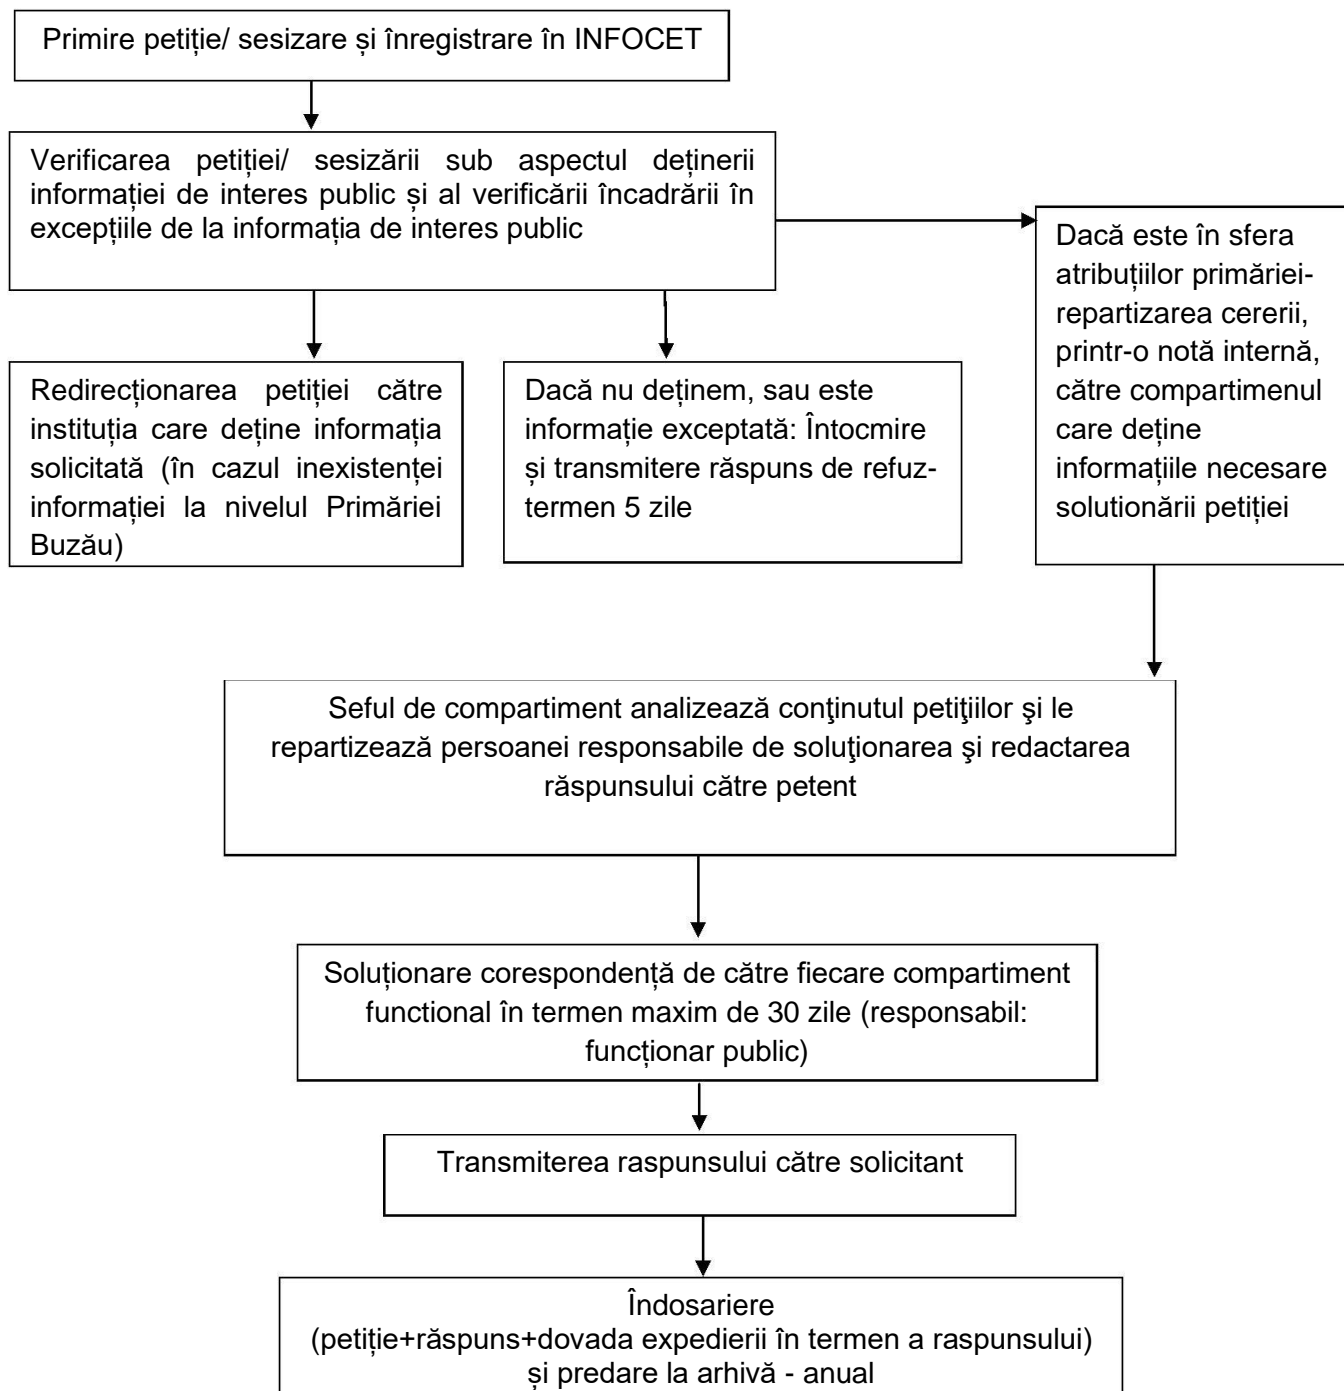 Primire petiție/ sesizare și înregistrare în INFOCET
Verificarea petiției/ sesizării sub aspectul deținerii
informației de interes public și al verificării încadrării în
excepțiile de la informația de interes public
Redirecționarea petiției către
instituția care deține informația
solicitată (în cazul inexistenței
informației la nivelul Primăriei
Buzău)
Dacă nu deținem, sau este
informație exceptată: Întocmire
și transmitere răspuns de refuz-
termen 5 zile
Dacă este în sfera
atribuțiilor primăriei-
repartizarea cererii,
printr-o notă internă,
către compartimenul
care deține
informațiile necesare
solutionării petiției
Seful de compartiment analizează conţinutul petiţiilor şi le
repartizează persoanei responsabile de soluţionarea şi redactarea
răspunsului către petent
Soluționare corespondență de către fiecare compartiment
functional în termen maxim de 30 zile (responsabil:
funcționar public)
Transmiterea raspunsului către solicitant
Îndosariere
(petiție+răspuns+dovada expedierii în termen a raspunsului)
și predare la arhivă - anual